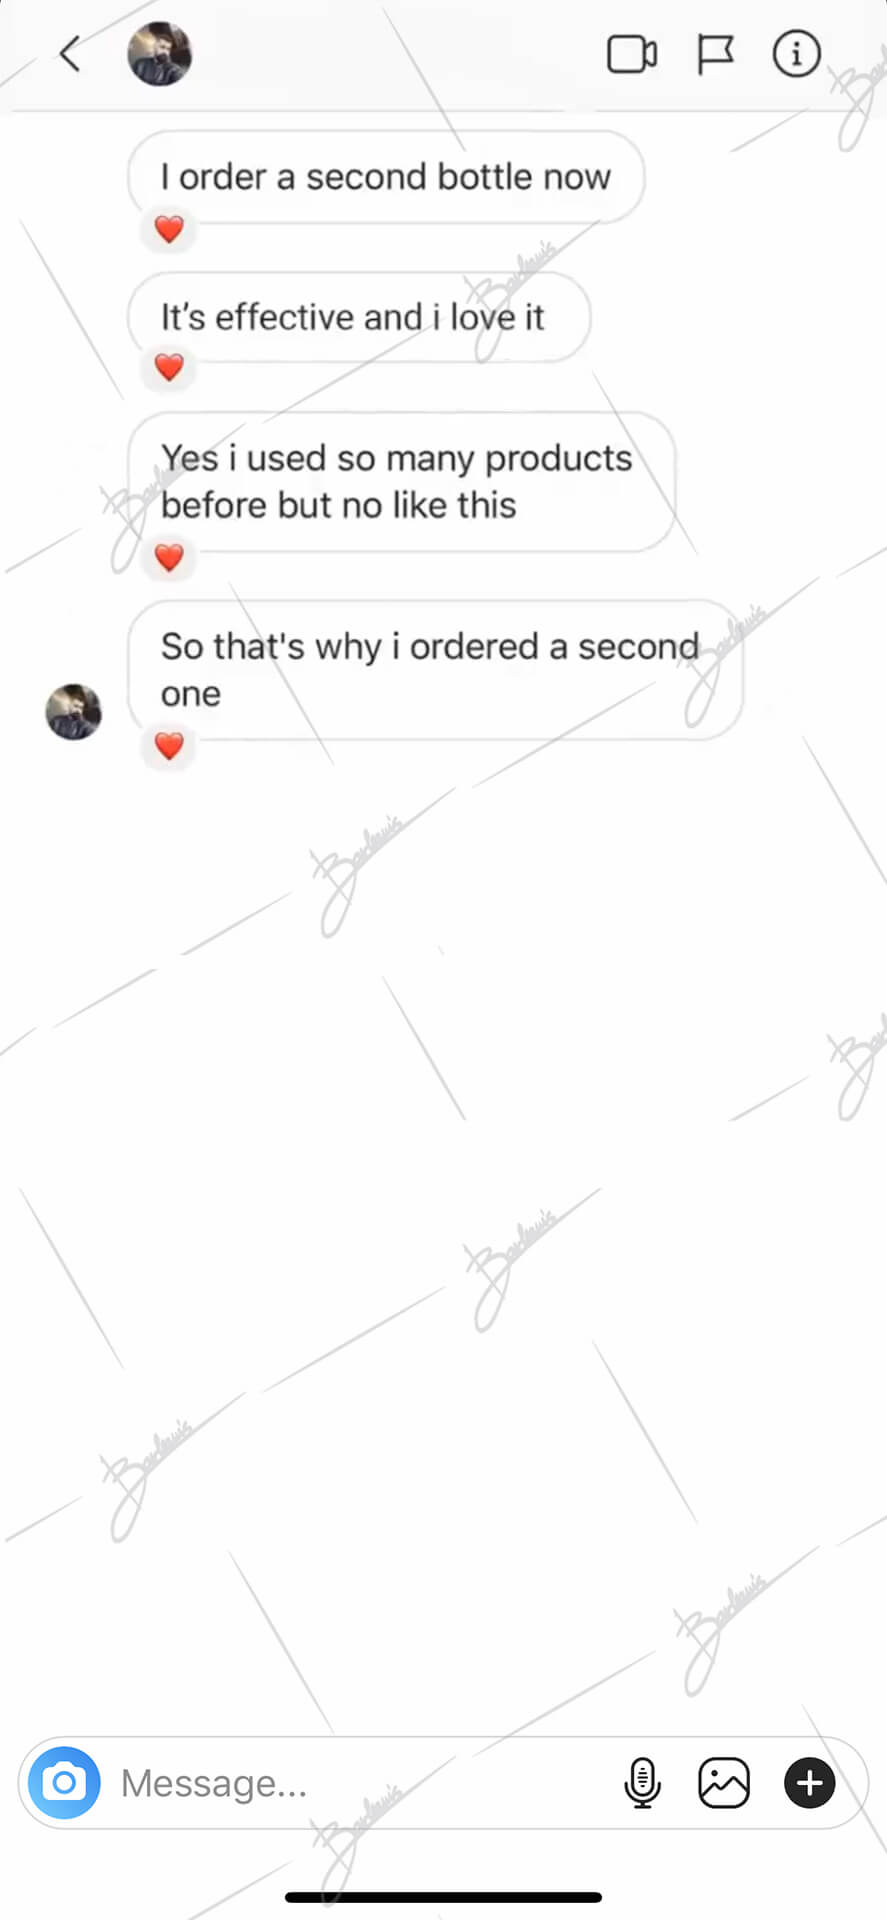 I order a second bottle now
It’s effective and i love it
Yes i used so many products
before but no like this
So that's why i ordered a second
one
Message...